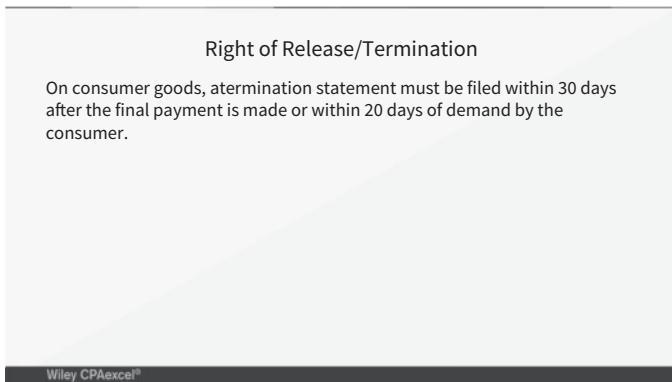 Right of Release/Termination
On consumer goods, atermination statement must be filed within 30 days
after the final payment is made or within 20 days of demand by the
consumer.
Wiley CPAexcel®